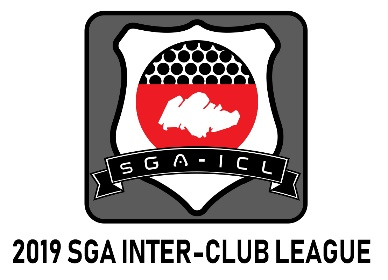 SGA-ICL
2019 SGA INTER-CLUB LEAGUE